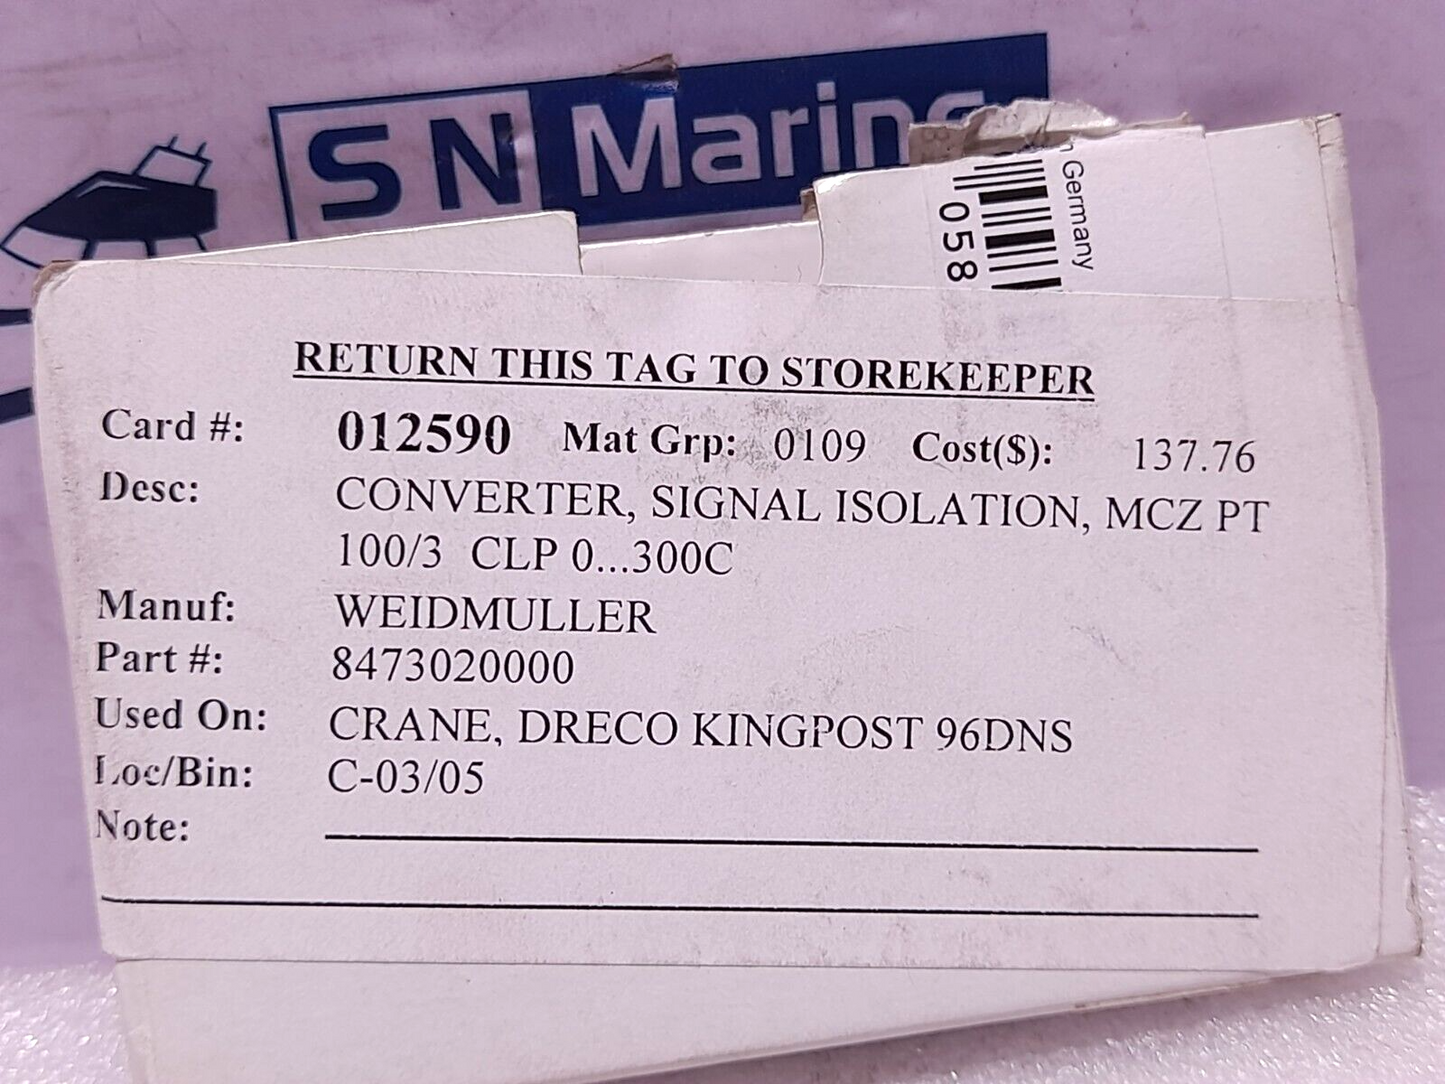 SN Marine
Germany
058
RETURN THIS TAG TO STOREKEEPER
Card #: 012590 Mat Grp: 0109 Cost($): 137.76
Desc: CONVERTER, SIGNAL ISOLATION, MCZ PT
100/3 CLP 0...300C
Manuf: WEIDMULLER
Part #: 8473020000
Used On: CRANE, DRECO KINGPOST 96DNS
Loc/Bin: C-03/05
Note: